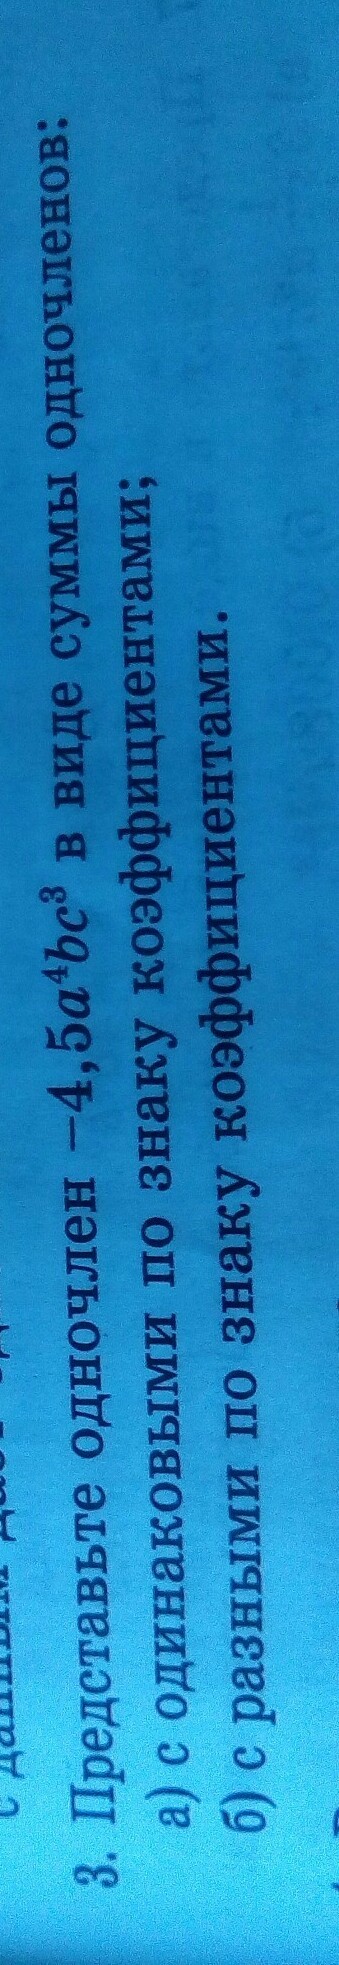 3. Представьте одночлен −4,5a⁴bc³ в виде суммы одночленов:
а) с одинаковыми по знаку коэффициентами;
б) с разными по знаку коэффициентами.